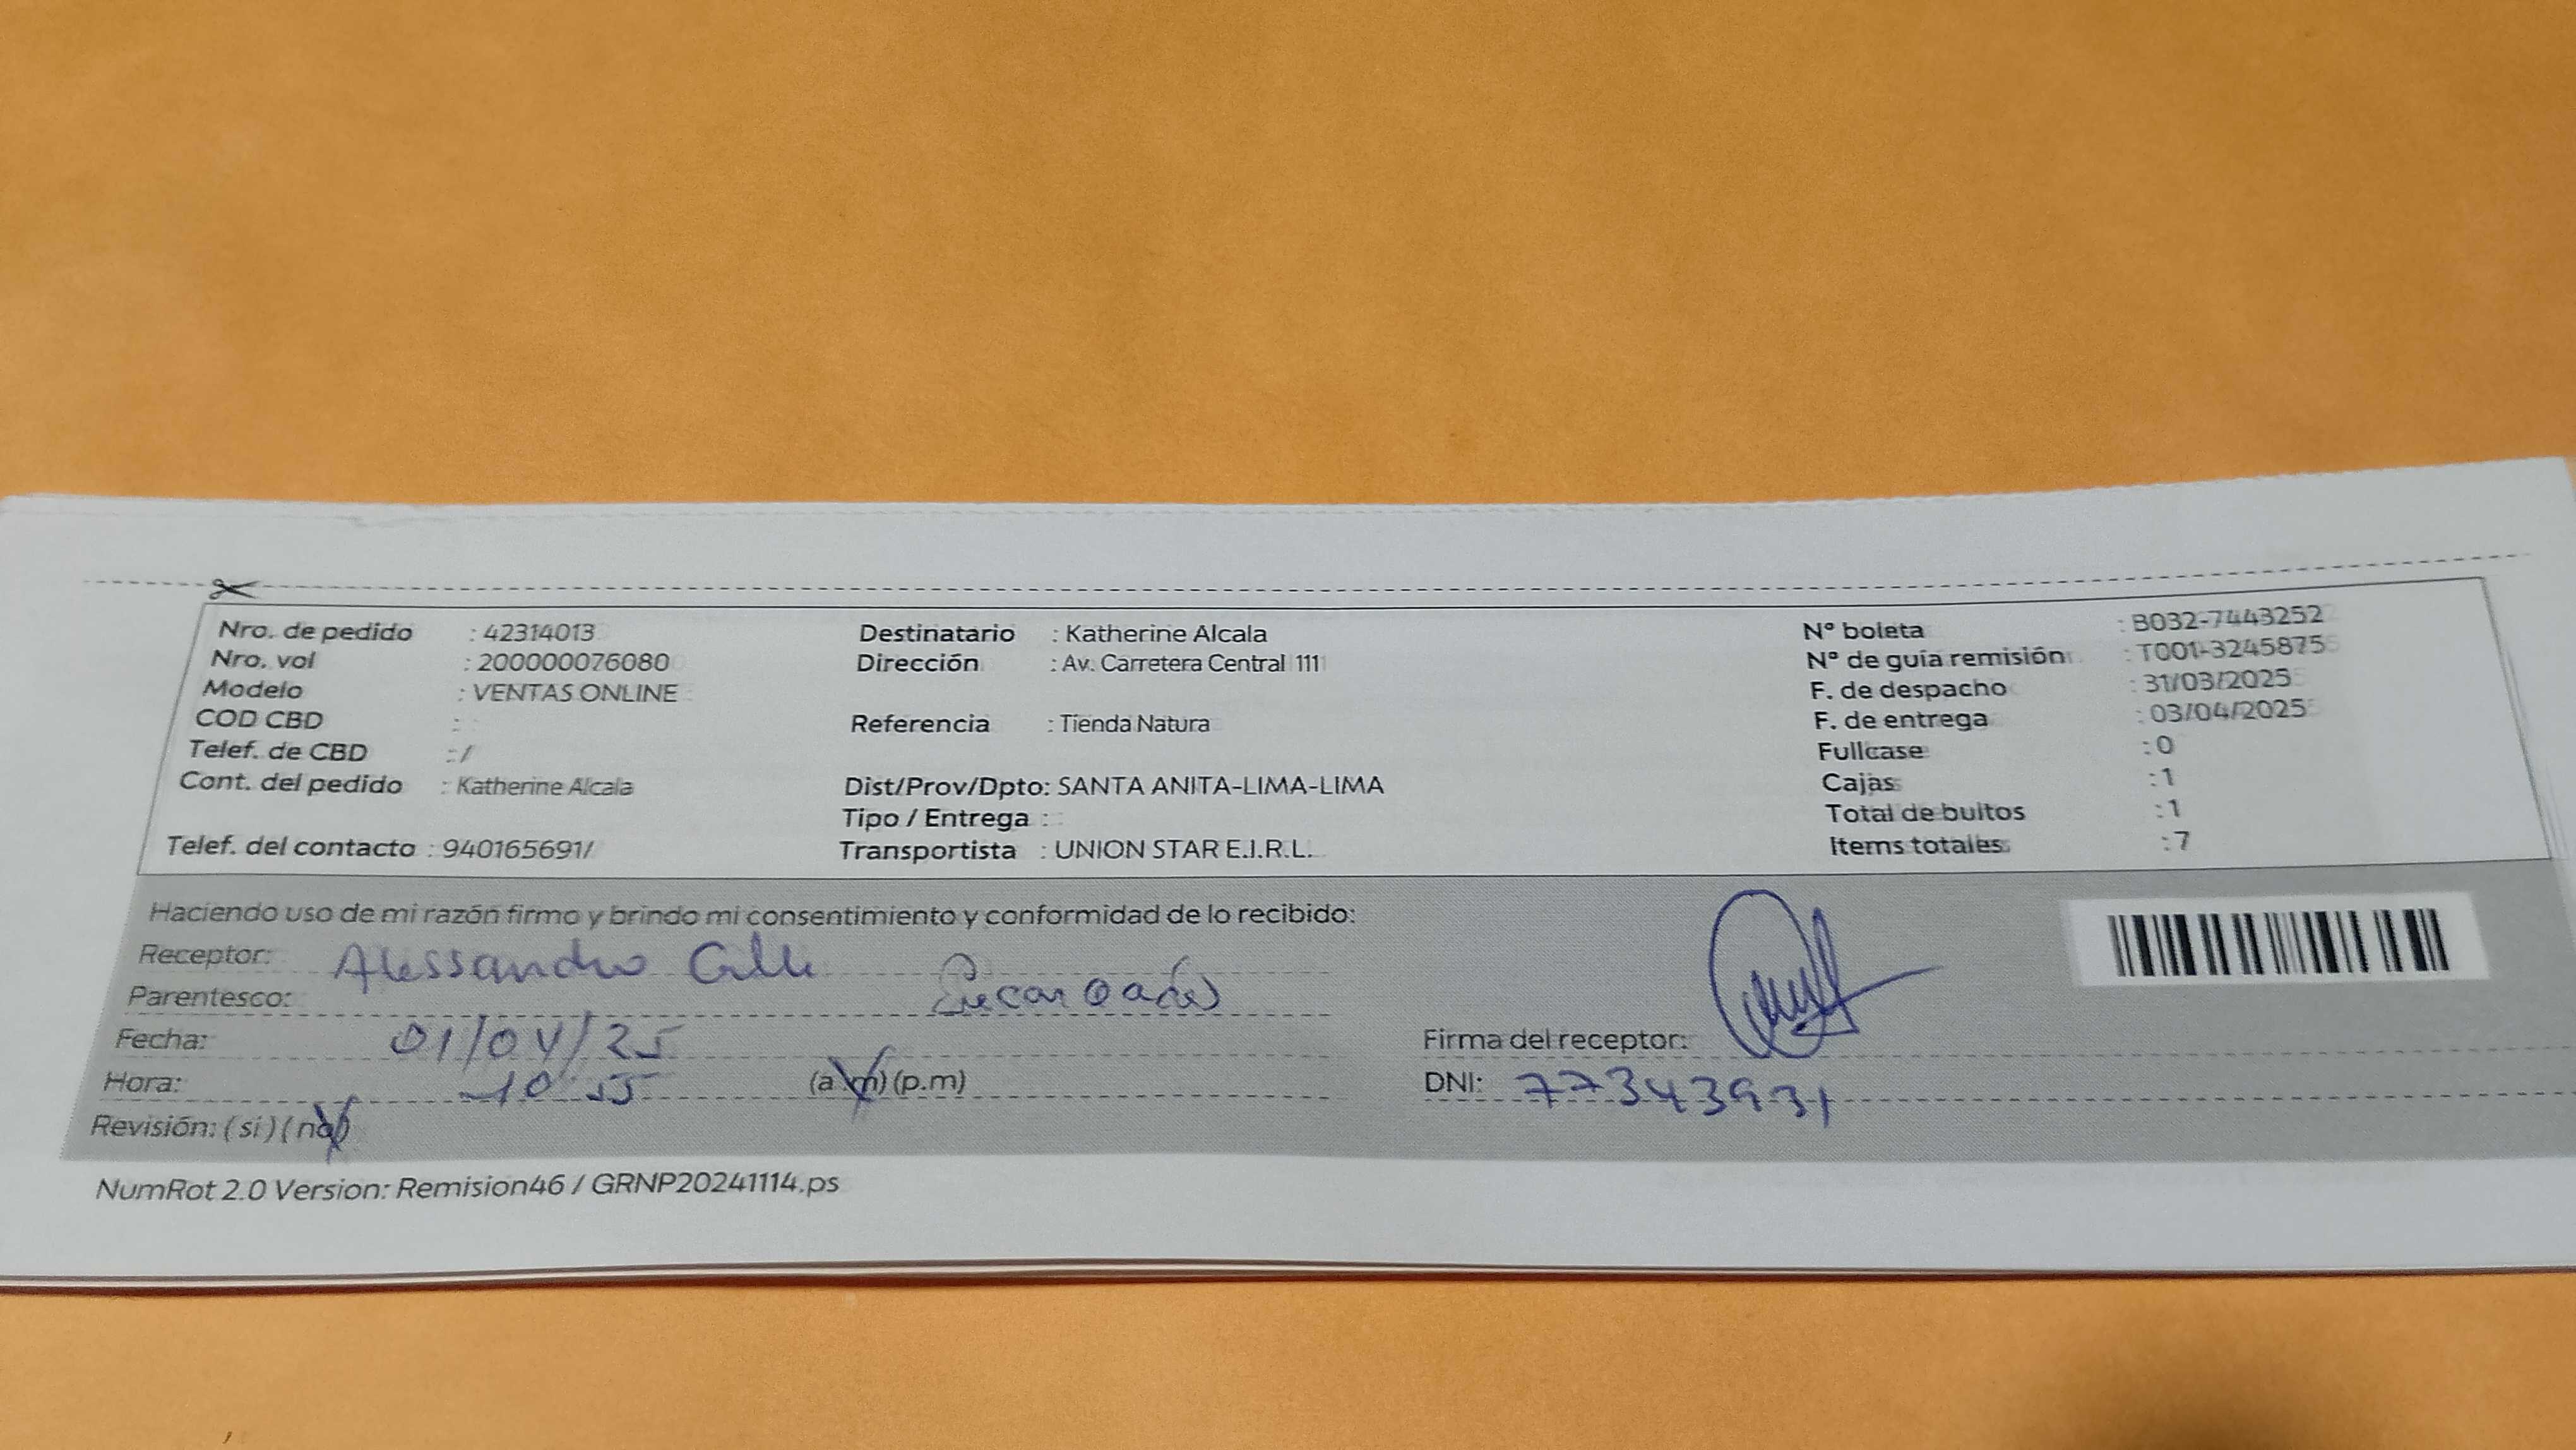 Nro. de pedido : 42314013
Nro. vol : 200000076080
Modelo : VENTAS ONLINE
COD CBD :
Telef. de CBD : /
Cont. del pedido : Katherine Alcala
Telef. del contacto : 940165691/
Destinatario : Katherine Alcala
Dirección : Av. Carretera Central 111
Referencia : Tienda Natura
Dist/Prov/Dpto: SANTA ANITA-LIMA-LIMA
Tipo / Entrega :
Transportista : UNION STAR E.I.R.L.
N° boleta : B032-7443252
N° de guía remisión : T001-3245875
F. de despacho : 31/03/2025
F. de entrega : 03/04/2025
Fullcase : 0
Cajas : 1
Total de bultos : 1
Items totales : 7
Haciendo uso de mi razón firmo y brindo mi consentimiento y conformidad de lo recibido:
Receptor: Alessandro
Parentesco: Encargado
Fecha: 01/04/25
Hora: 10:55 (a.m) (p.m)
Revisión: ( si ) ( no )
Firma del receptor:
DNI: 77343931
NumRot 2.0 Version: Remision46 / GRNP20241114.ps